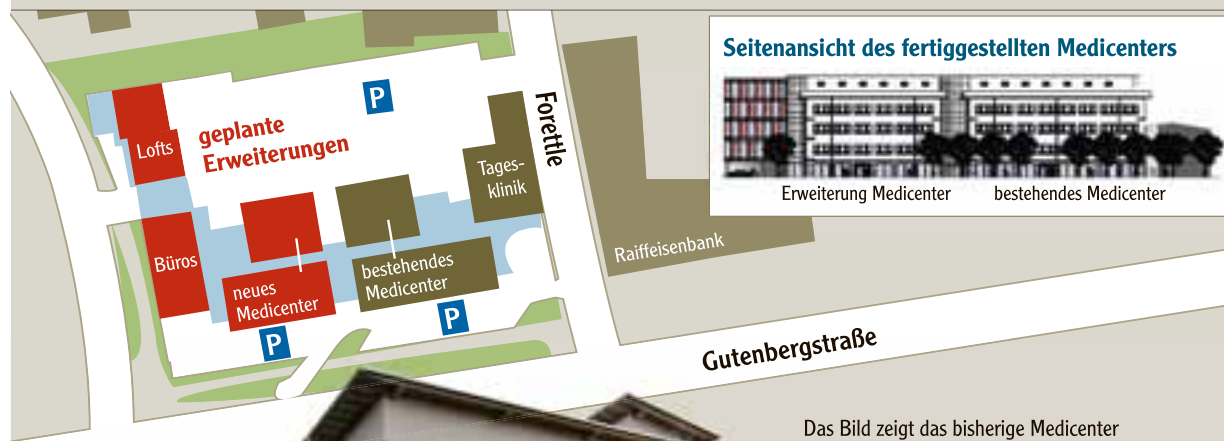 Seitenansicht des fertiggestellten Medicenters
Erweiterung Medicenter
bestehendes Medicenter
P
Forettle
geplante
Erweiterungen
Lofts
Tages-
klinik
Büros
neues
Medicenter
bestehendes
Medicenter
Raiffeisenbank
P
P
Gutenbergstraße
Das Bild zeigt das bisherige Medicenter